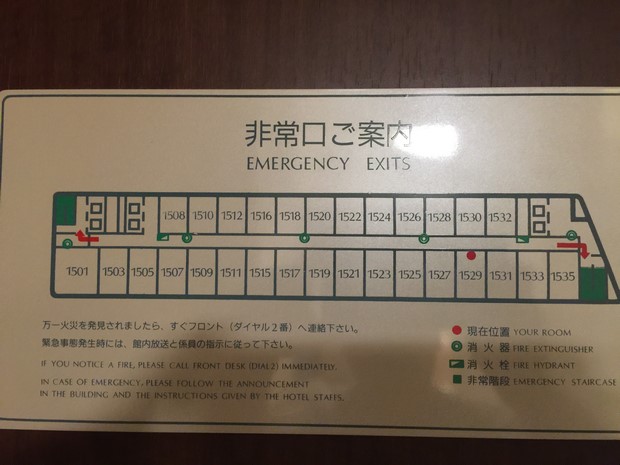 非常口ご案内
EMERGENCY EXITS
1508 1510 1512 1516 1518 1520 1522 1524 1526 1528 1530 1532
1501 1503 1505 1507 1509 1511 1515 1517 1519 1521 1523 1525 1527 1529 1531 1533 1535
万一火災を発見されましたら、すぐフロント（ダイヤル2番）へ連絡下さい。
緊急事態発生時には、館内放送と係員の指示に従って下さい。
IF YOU NOTICE A FIRE, PLEASE CALL FRONT DESK (DIAL2) IMMEDIATELY.
IN CASE OF EMERGENCY, PLEASE FOLLOW THE ANNOUNCEMENT
IN THE BUILDING AND THE INSTRUCTIONS GIVEN BY THE HOTEL STAFFS.
現在位置 YOUR ROOM
消火器 FIRE EXTINGUISHER
消火栓 FIRE HYDRANT
非常階段 EMERGENCY STAIRCASE